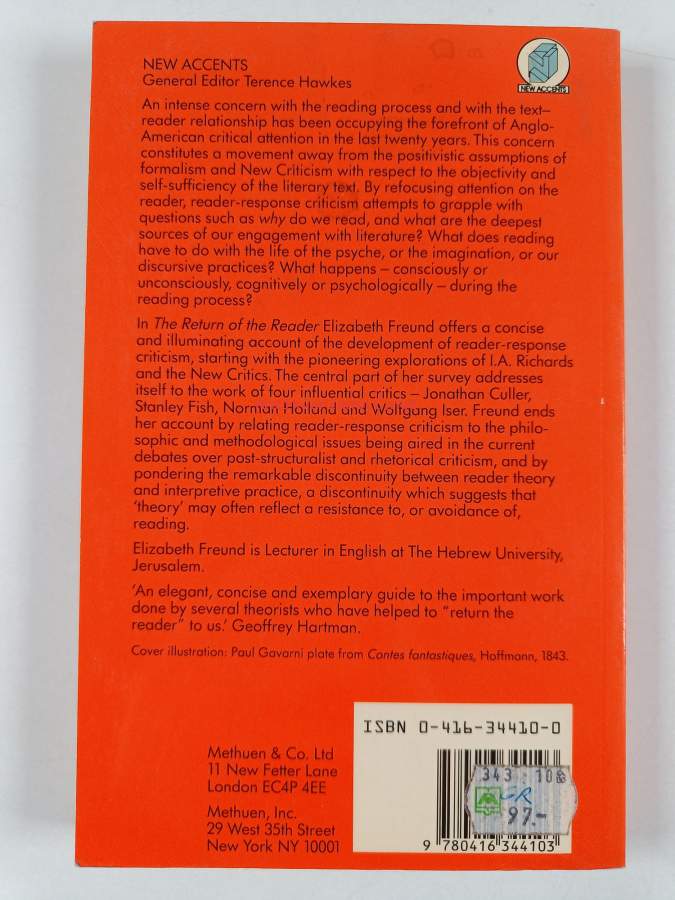 NEW ACCENTS
NEW ACCENTS
General Editor Terence Hawkes
An intense concern with the reading process and with the text–
reader relationship has been occupying the forefront of Anglo-
American critical attention in the last twenty years. This concern
constitutes a movement away from the positivistic assumptions of
formalism and New Criticism with respect to the objectivity and
self-sufficiency of the literary text. By refocusing attention on the
reader, reader-response criticism attempts to grapple with
questions such as why do we read, and what are the deepest
sources of our engagement with literature? What does reading
have to do with the life of the psyche, or the imagination, or our
discursive practices? What happens – consciously or
unconsciously, cognitively or psychologically – during the
reading process?
In The Return of the Reader Elizabeth Freund offers a concise
and illuminating account of the development of reader-response
criticism, starting with the pioneering explorations of I.A. Richards
and the New Critics. The central part of her survey addresses
itself to the work of four influential critics – Jonathan Culler,
Stanley Fish, Norman Holland and Wolfgang Iser. Freund ends
her account by relating reader-response criticism to the philo-
sophic and methodological issues being aired in the current
debates over post-structuralist and rhetorical criticism, and by
pondering the remarkable discontinuity between reader theory
and interpretive practice, a discontinuity which suggests that
'theory' may often reflect a resistance to, or avoidance of,
reading.
Elizabeth Freund is Lecturer in English at The Hebrew University,
Jerusalem.
'An elegant, concise and exemplary guide to the important work
done by several theorists who have helped to "return the
reader" to us.' Geoffrey Hartman.
Cover illustration: Paul Gavarni plate from Contes fantastiques, Hoffmann, 1843.
ISBN 0-416-34410-0
Methuen & Co. Ltd
11 New Fetter Lane
London EC4P 4EE
Methuen, Inc.
29 West 35th Street
New York NY 10001
343 10
97.-
9 780416 344103